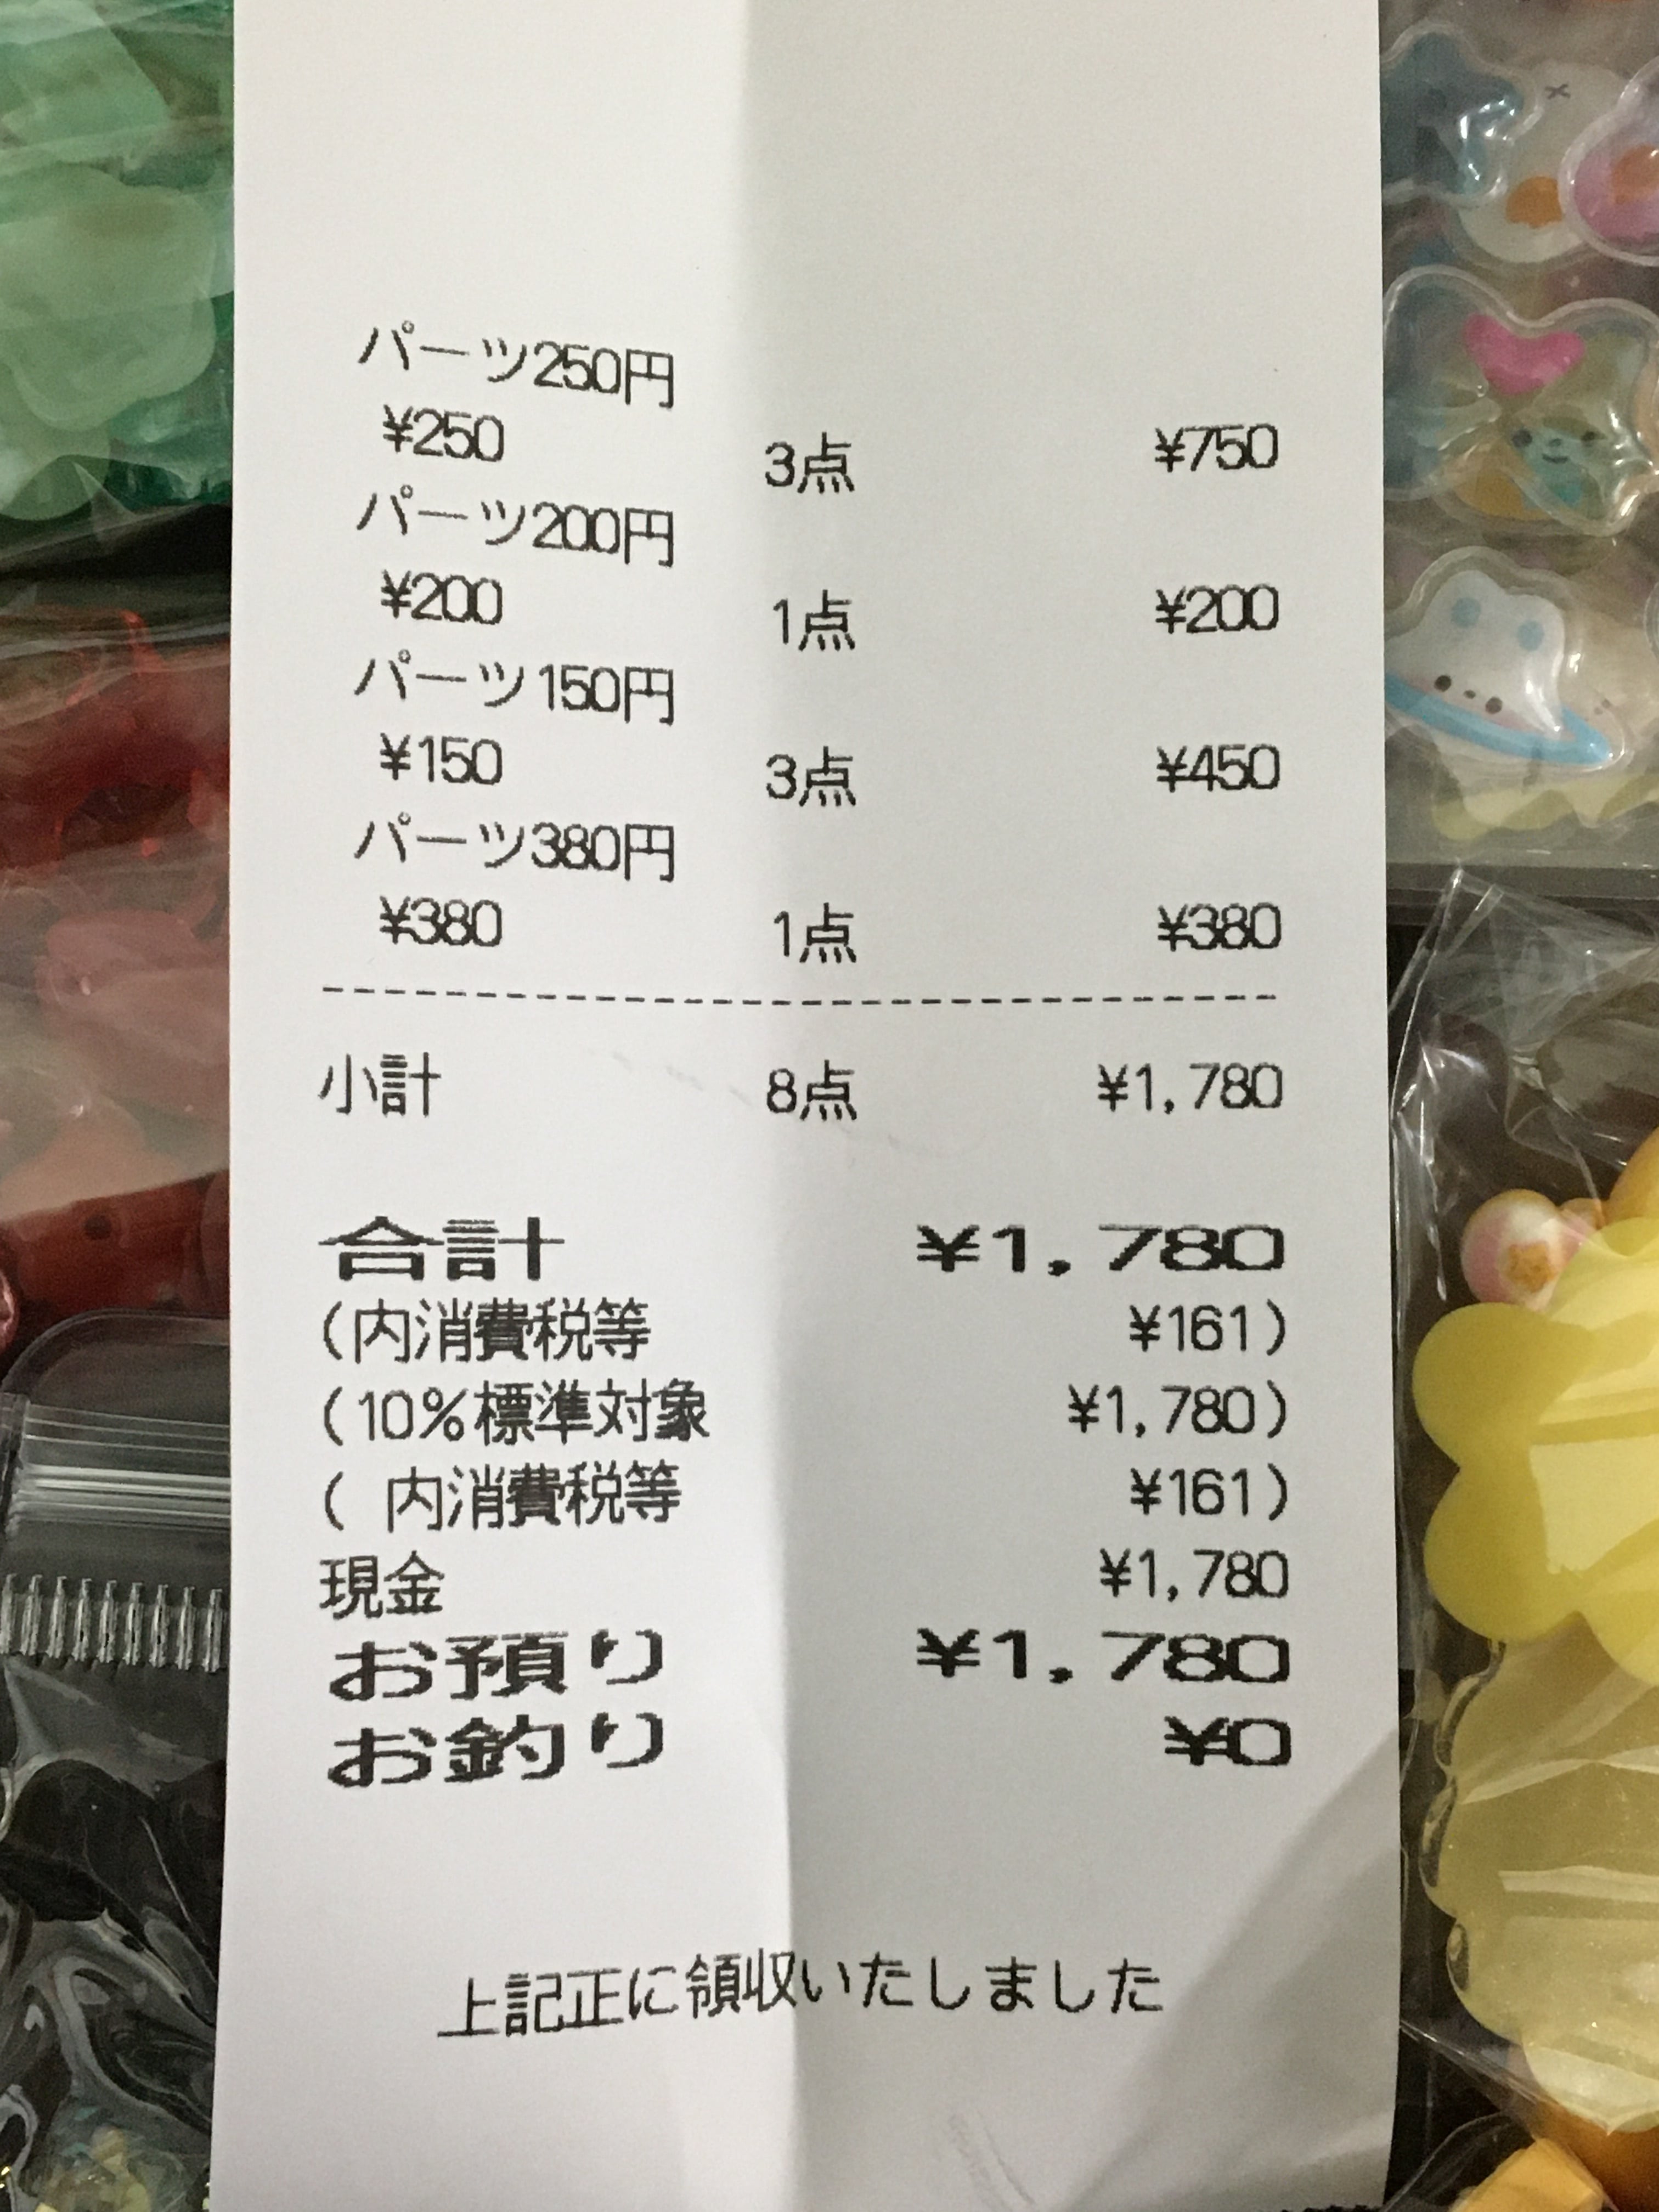 パーツ250円
¥250 3点 ¥750
パーツ200円
¥200 1点 ¥200
パーツ150円
¥150 3点 ¥450
パーツ380円
¥380 1点 ¥380
小計 8点 ¥1,780
合計 ¥1,780
(内消費税等 ¥161)
(10%標準対象 ¥1,780)
( 内消費税等 ¥161)
現金 ¥1,780
お預り ¥1,780
お釣り ¥0
上記正に領収いたしました